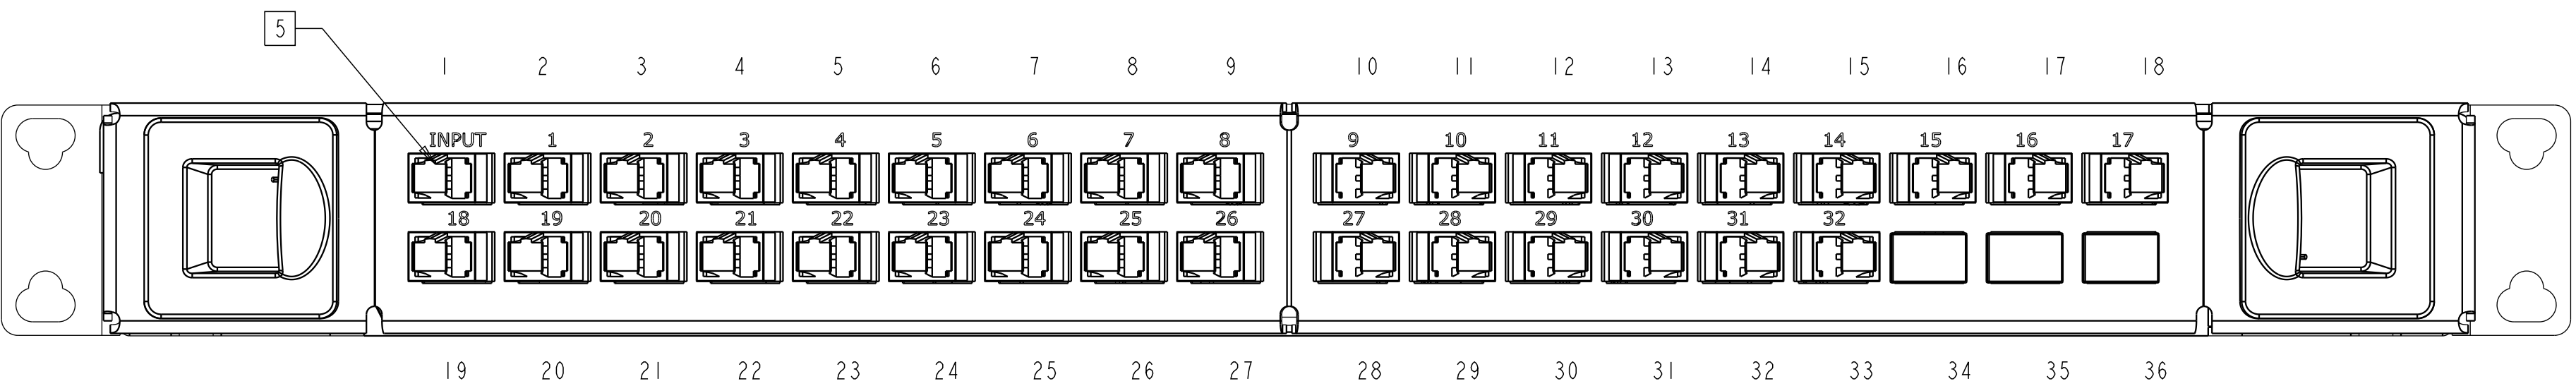 5
1 2 3 4 5 6 7 8 9 10 11 12 13 14 15 16 17 18
INPUT 1 2 3 4 5 6 7 8 9 10 11 12 13 14 15 16 17
18 19 20 21 22 23 24 25 26 27 28 29 30 31 32
19 20 21 22 23 24 25 26 27 28 29 30 31 32 33 34 35 36